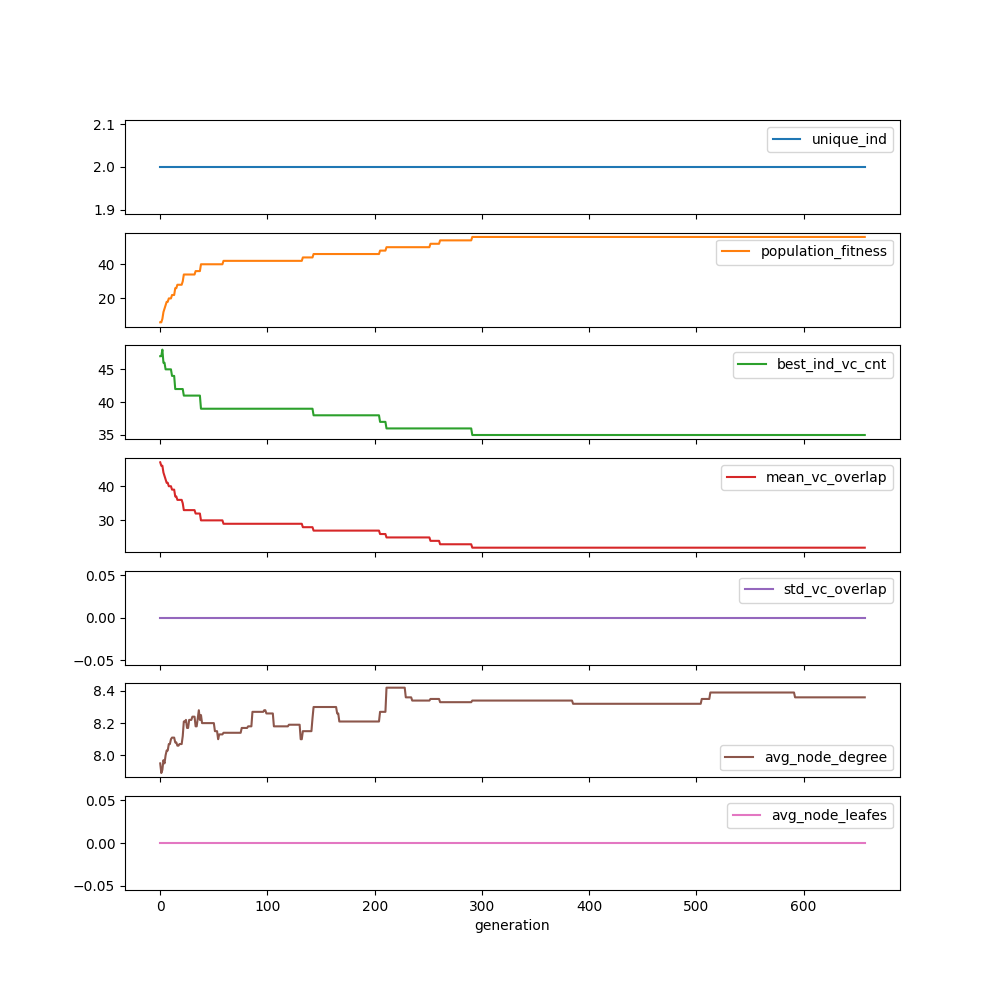 2.1
2.0
1.9
unique_ind
40
20
population_fitness
45
40
35
best_ind_vc_cnt
40
30
mean_vc_overlap
0.05
0.00
−0.05
std_vc_overlap
8.4
8.2
8.0
avg_node_degree
0.05
0.00
−0.05
avg_node_leafes
0 100 200 300 400 500 600
generation